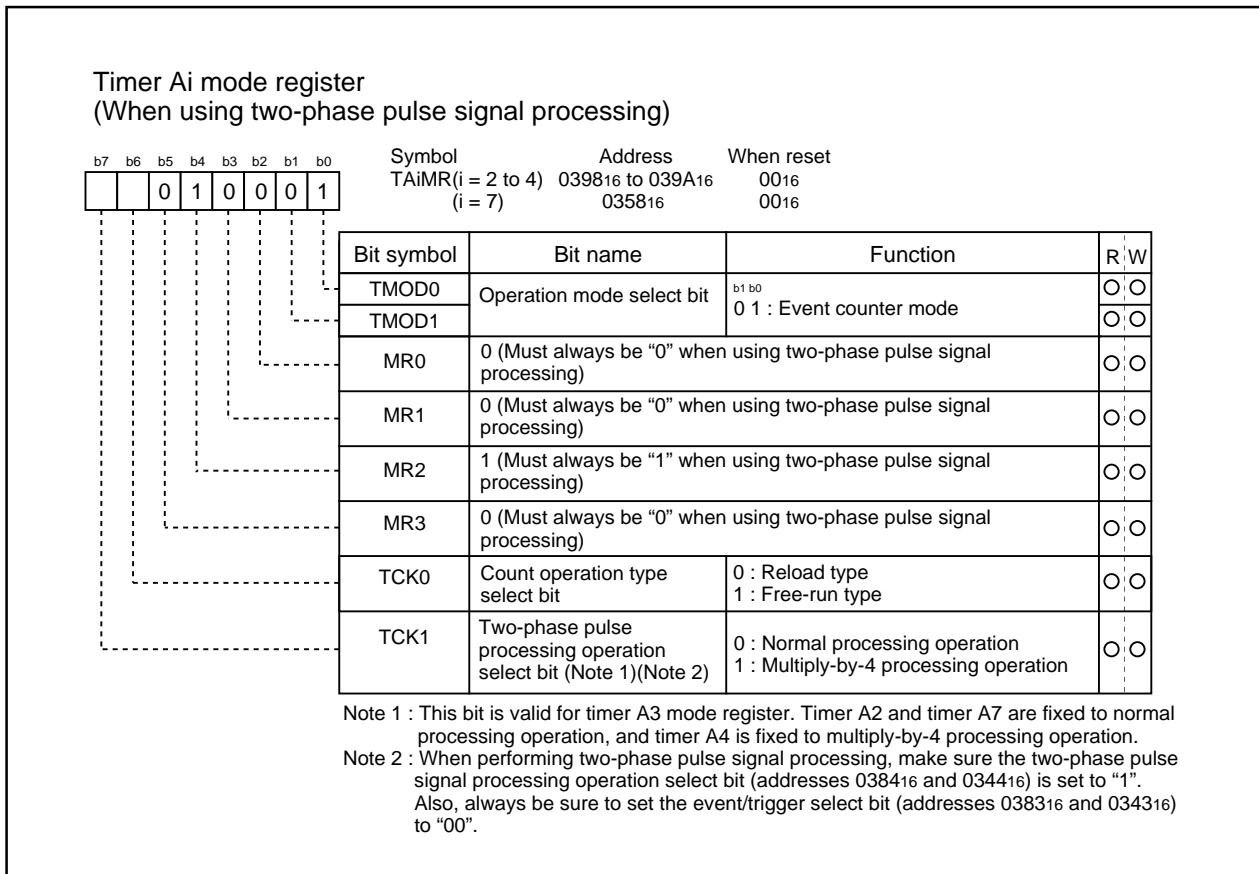 Timer Ai mode register
(When using two-phase pulse signal processing)
b7 b6 b5 b4 b3 b2 b1 b0
0 1 0 0 0 1
Symbol Address When reset
TAiMR(i = 2 to 4) 039816 to 039A16 0016
(i = 7) 035816 0016
Bit symbol Bit name Function R W
TMOD0 Operation mode select bit b1 b0
0 1 : Event counter mode
TMOD1
MR0 0 (Must always be “0” when using two-phase pulse signal
processing)
MR1 0 (Must always be “0” when using two-phase pulse signal
processing)
MR2 1 (Must always be “1” when using two-phase pulse signal
processing)
MR3 0 (Must always be “0” when using two-phase pulse signal
processing)
TCK0 Count operation type 0 : Reload type
select bit 1 : Free-run type
TCK1 Two-phase pulse
processing operation 0 : Normal processing operation
select bit (Note 1)(Note 2) 1 : Multiply-by-4 processing operation
Note 1 : This bit is valid for timer A3 mode register. Timer A2 and timer A7 are fixed to normal
processing operation, and timer A4 is fixed to multiply-by-4 processing operation.
Note 2 : When performing two-phase pulse signal processing, make sure the two-phase pulse
signal processing operation select bit (addresses 038416 and 034416) is set to “1”.
Also, always be sure to set the event/trigger select bit (addresses 038316 and 034316)
to “00”.